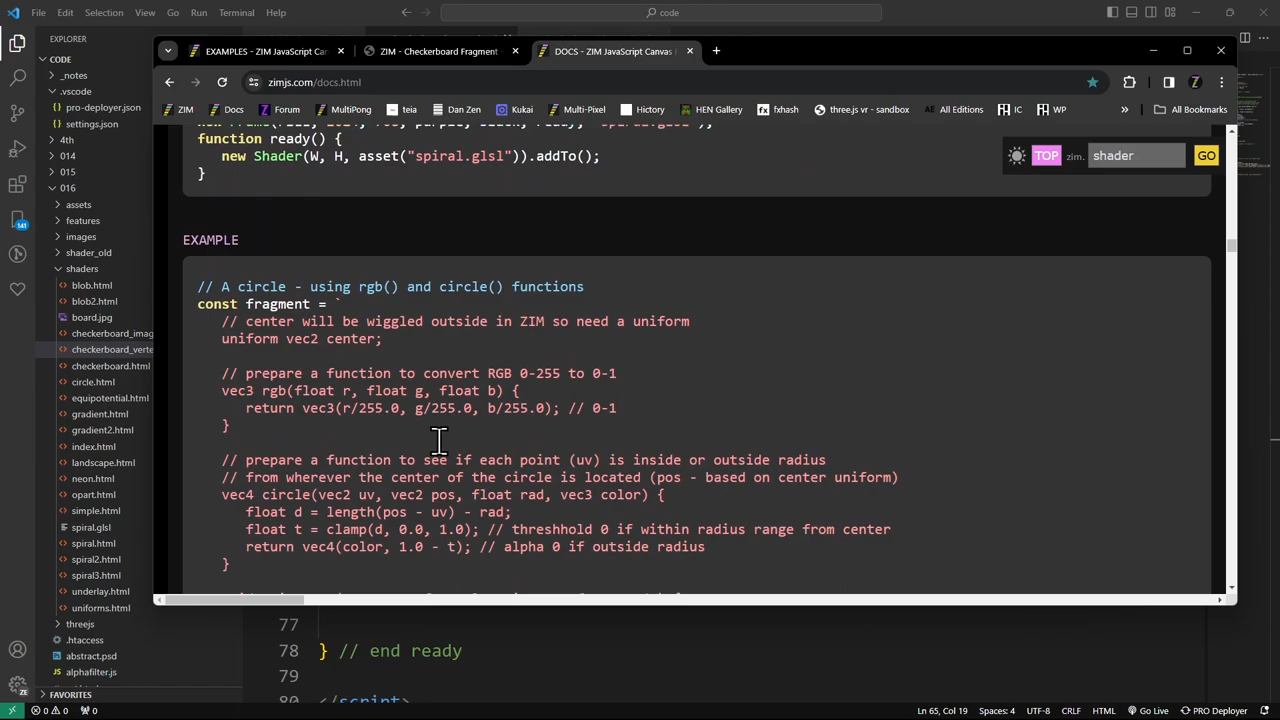 File Edit Selection View Go Run Terminal Help
code
EXPLORER
CODE
_notes
.vscode
pro-deployer.json
settings.json
4th
014
015
016
assets
features
images
shader_old
shaders
blob.html
blob2.html
board.jpg
checkerboard_imag
checkerboard_verte
checkerboard.html
circle.html
equipotential.html
gradient.html
gradient2.html
index.html
landscape.html
neon.html
opart.html
simple.html
spiral.glsl
spiral.html
spiral2.html
spiral3.html
underlay.html
uniforms.html
threejs
.htaccess
abstract.psd
alphafilter.js
FAVORITES
141
EXAMPLES - ZIM JavaScript Can
ZIM - Checkerboard Fragment
DOCS - ZIM JavaScript Canvas
zimjs.com/docs.html
ZIM Docs Forum MultiPong teia Dan Zen Kukai Multi-Pixel Hictory HEN Gallery fxhash three.js vr - sandbox All Editions IC WP All Bookmarks
function ready() {
new Shader(W, H, asset("spiral.glsl")).addTo();
}
TOP zim. shader GO
EXAMPLE
// A circle - using rgb() and circle() functions
const fragment = `
// center will be wiggled outside in ZIM so need a uniform
uniform vec2 center;
// prepare a function to convert RGB 0-255 to 0-1
vec3 rgb(float r, float g, float b) {
return vec3(r/255.0, g/255.0, b/255.0); // 0-1
}
// prepare a function to see if each point (uv) is inside or outside radius
// from wherever the center of the circle is located (pos - based on center uniform)
vec4 circle(vec2 uv, vec2 pos, float rad, vec3 color) {
float d = length(pos - uv) - rad;
float t = clamp(d, 0.0, 1.0); // threshhold 0 if within radius range from center
return vec4(color, 1.0 - t); // alpha 0 if outside radius
}
77
78 } // end ready
79
80 </script>
0 0 0 Ln 65, Col 19 Spaces: 4 UTF-8 CRLF HTML Go Live PRO Deployer